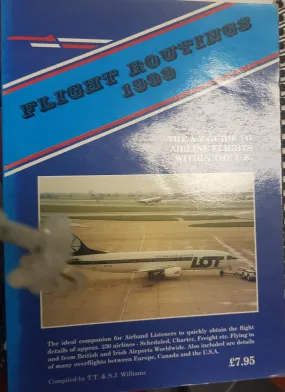 FLIGHT ROUTINGS
1990
THE A-Z GUIDE TO
AIRLINE FLIGHTS
WITHIN THE U.K.
LOT
The ideal companion for Airband Listeners to quickly obtain the flight
details of approx. 230 airlines - Scheduled, Charter, Freight etc. Flying to
and from British and Irish Airports Worldwide. Also included are details
of many overflights between Europe, Canada and the U.S.A.
£7.95
Compiled by T.T. & S.J. Williams